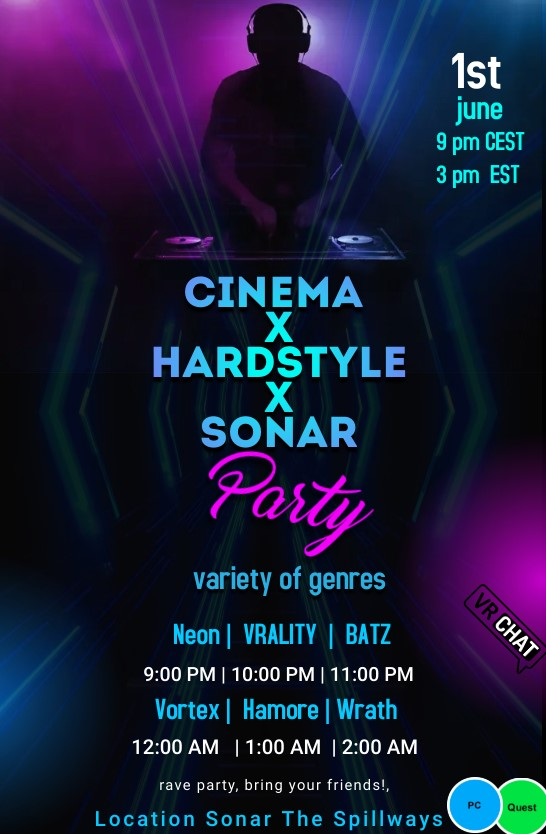 1st
june
9 pm CEST
3 pm EST
CINEMA
X
HARDSTYLE
X
SONAR
Party
variety of genres
Neon | VRALITY | BATZ
9:00 PM | 10:00 PM | 11:00 PM
Vortex | Hamore | Wrath
12:00 AM | 1:00 AM | 2:00 AM
VR CHAT
rave party, bring your friends!,
Location Sonar The Spillways
PC
Quest